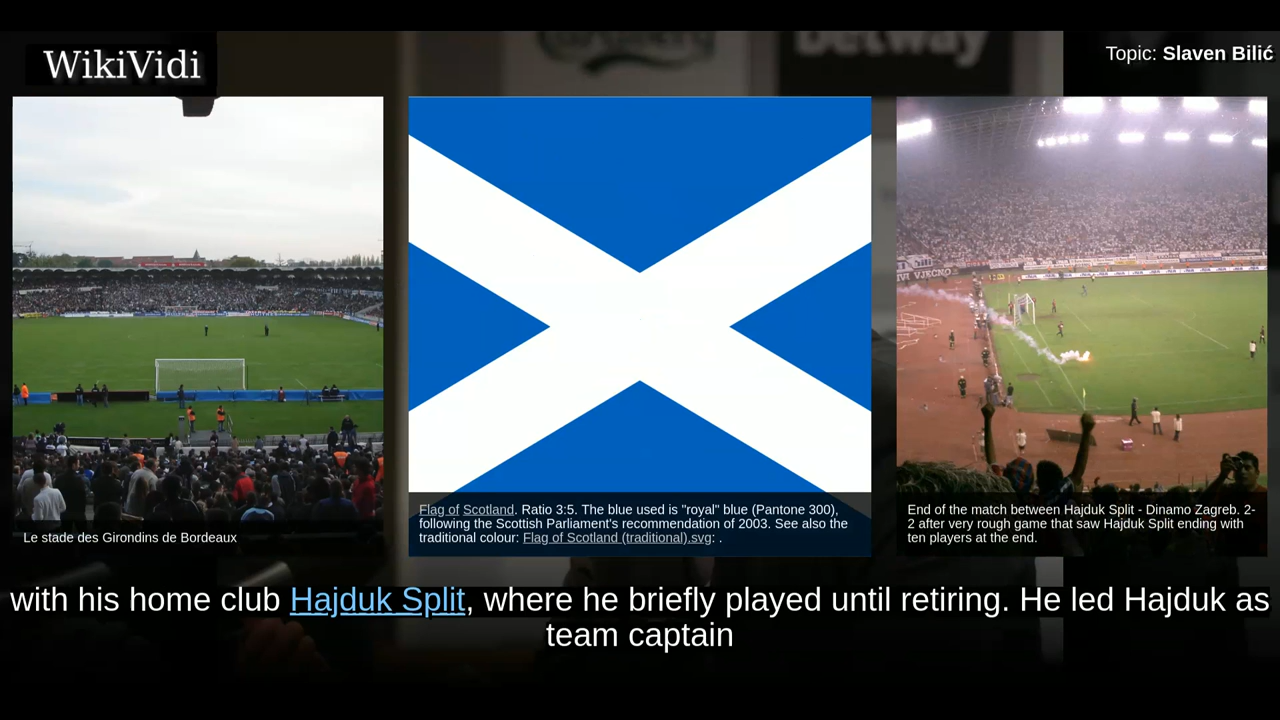 WikiVidi
Topic: Slaven Bilić
betway
VJEČNO
Le stade des Girondins de Bordeaux
Flag of Scotland. Ratio 3:5. The blue used is "royal" blue (Pantone 300),
following the Scottish Parliament's recommendation of 2003. See also the
traditional colour: Flag of Scotland (traditional).svg: .
End of the match between Hajduk Split - Dinamo Zagreb. 2-
2 after very rough game that saw Hajduk Split ending with
ten players at the end.
with his home club Hajduk Split, where he briefly played until retiring. He led Hajduk as
team captain